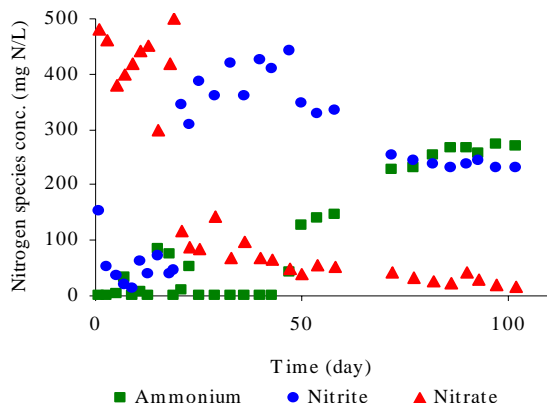 Nitrogen species conc. (mg N/L)
500
400
300
200
100
0
0 50 100
Time (day)
Ammonium Nitrite Nitrate